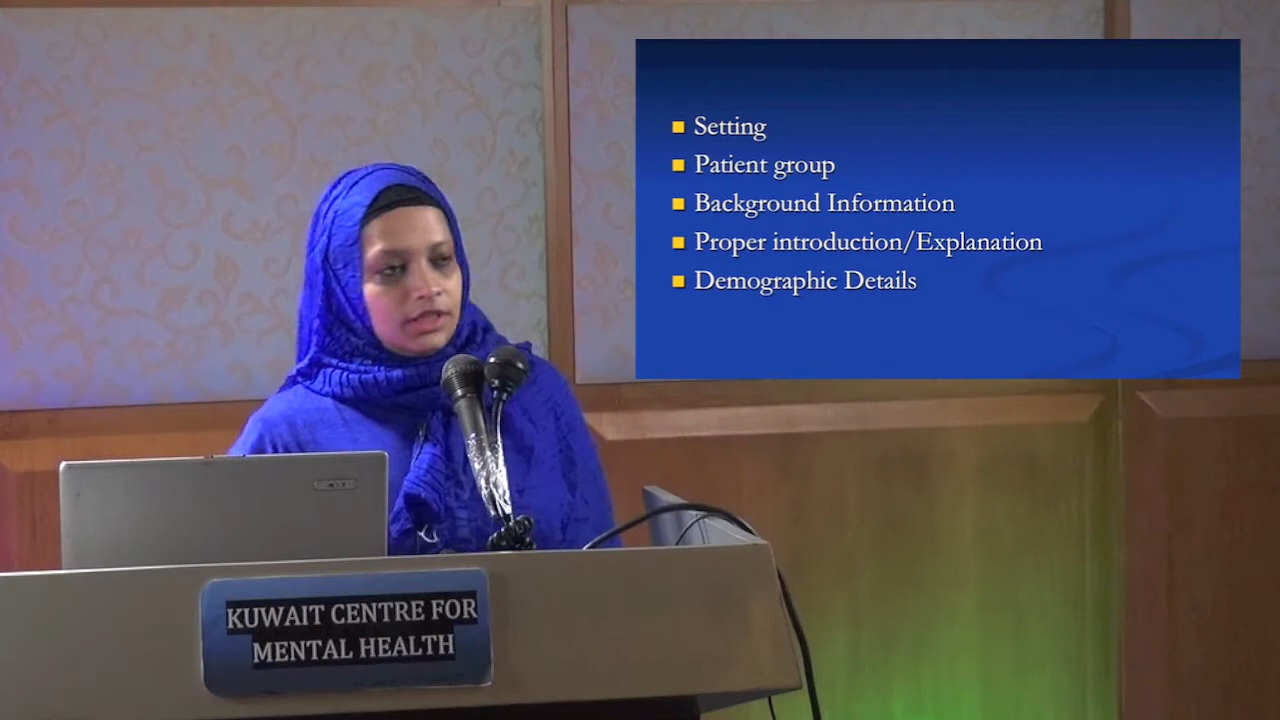 Setting
Patient group
Background Information
Proper introduction/Explanation
Demographic Details
KUWAIT CENTRE FOR
MENTAL HEALTH